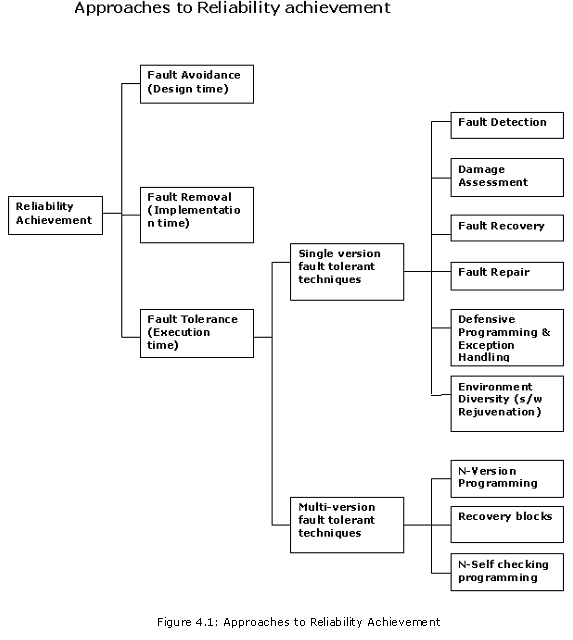 Approaches to Reliability achievement
Fault Avoidance
(Design time)
Fault Detection
Damage
Assessment
Reliability
Achievement
Fault Removal
(Implementatio
n time)
Fault Recovery
Single version
fault tolerant
techniques
Fault Repair
Fault Tolerance
(Execution
time)
Defensive
Programming &
Exception
Handling
Environment
Diversity (s/w
Rejuvenation)
N-Version
Programming
Multi-version
fault tolerant
techniques
Recovery blocks
N-Self checking
programming
Figure 4.1: Approaches to Reliability Achievement